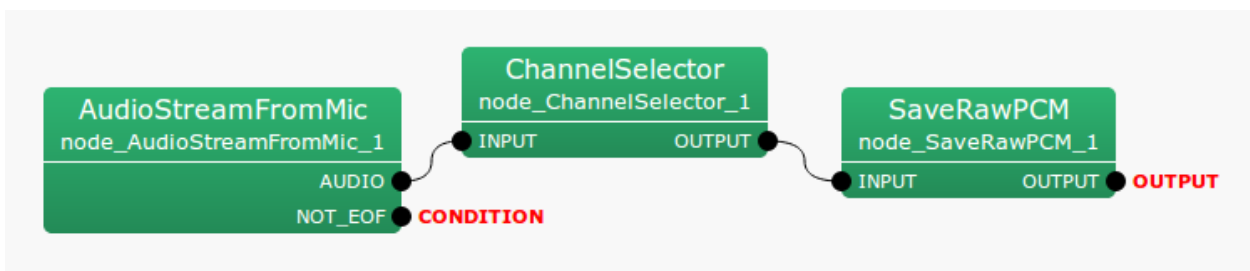 AudioStreamFromMic
node_AudioStreamFromMic_1
AUDIO
NOT_EOF CONDITION
ChannelSelector
node_ChannelSelector_1
INPUT OUTPUT
SaveRawPCM
node_SaveRawPCM_1
INPUT OUTPUT OUTPUT